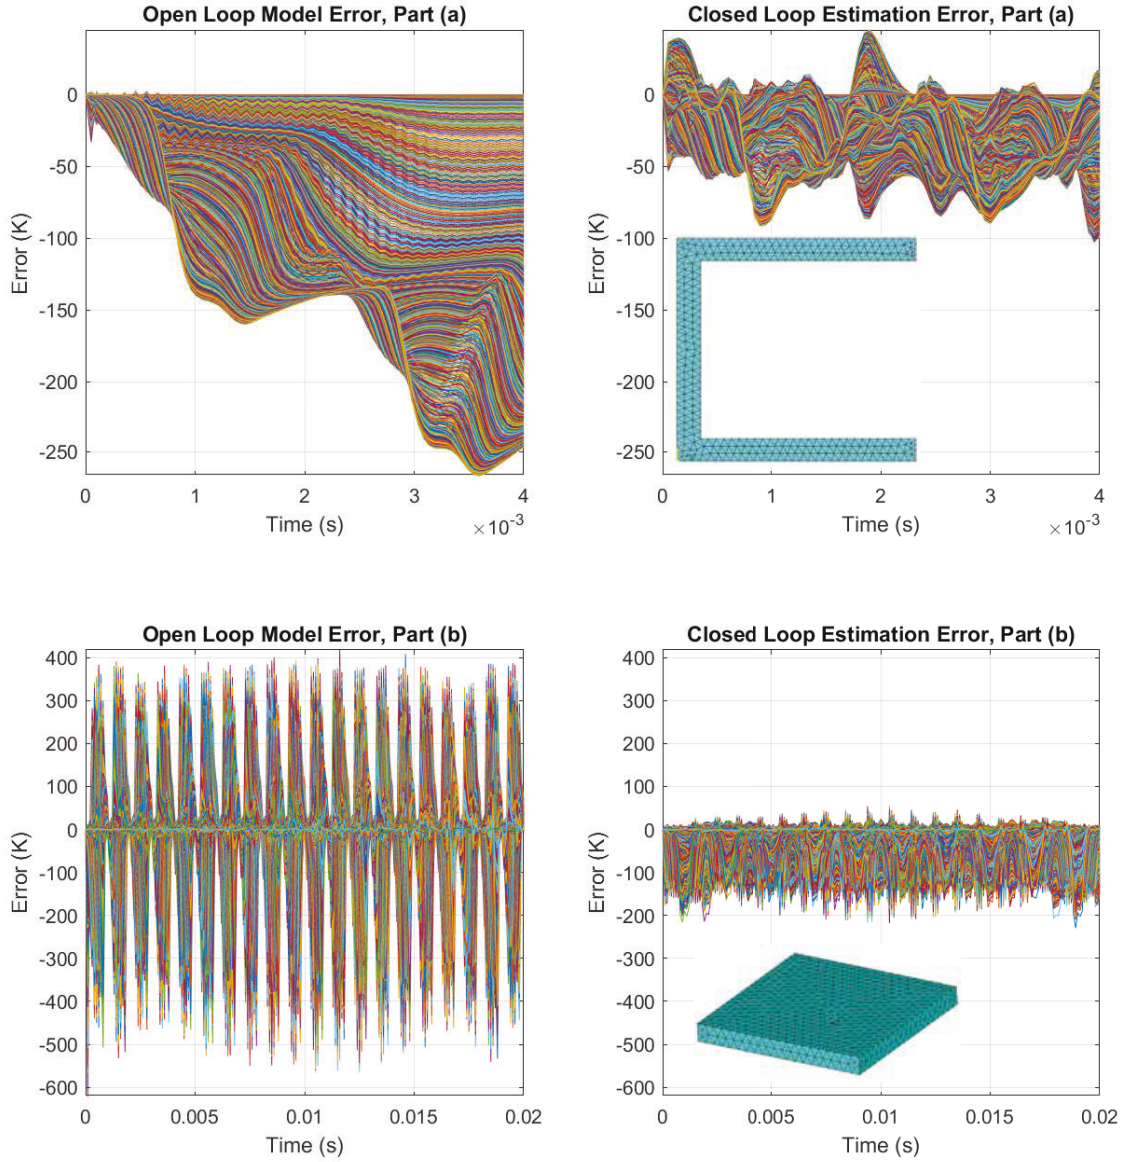 Open Loop Model Error, Part (a)
Error (K)
0
-50
-100
-150
-200
-250
0 1 2 3 4
Time (s)
×10⁻³
Closed Loop Estimation Error, Part (a)
Error (K)
0
-50
-100
-150
-200
-250
0 1 2 3 4
Time (s)
×10⁻³
Open Loop Model Error, Part (b)
Error (K)
400
300
200
100
0
-100
-200
-300
-400
-500
-600
0 0.005 0.01 0.015 0.02
Time (s)
Closed Loop Estimation Error, Part (b)
Error (K)
400
300
200
100
0
-100
-200
-300
-400
-500
-600
0 0.005 0.01 0.015 0.02
Time (s)